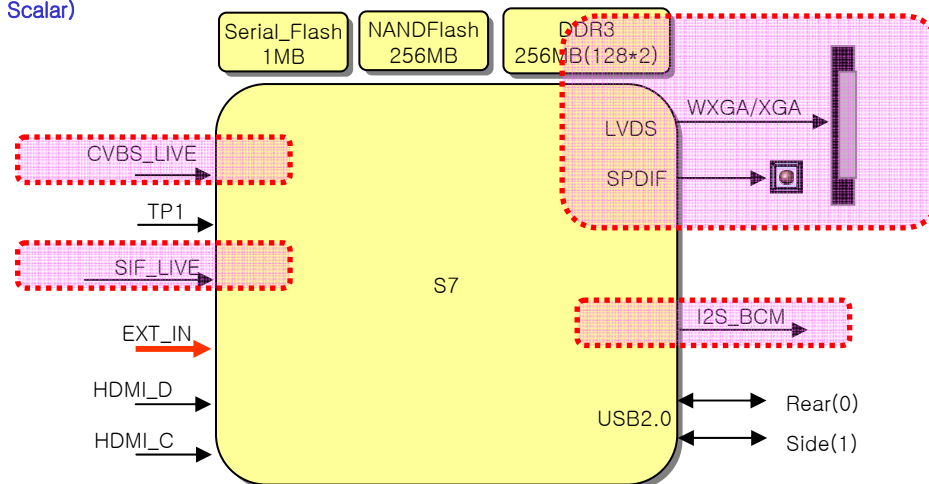 Scalar)
Serial_Flash
1MB
NANDFlash
256MB
DDR3
256MB(128*2)
WXGA/XGA
LVDS
CVBS_LIVE
SPDIF
TP1
SIF_LIVE
S7
I2S_BCM
EXT_IN
HDMI_D
USB2.0
Rear(0)
HDMI_C
Side(1)